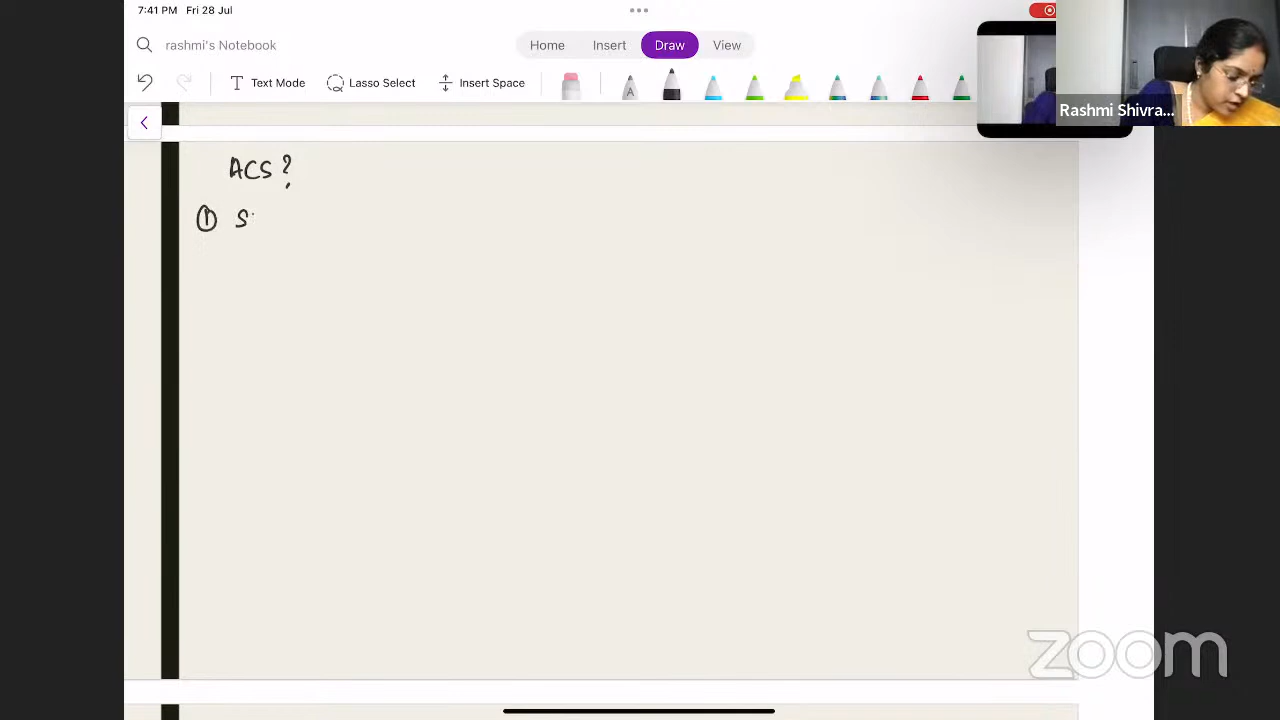 7:41 PM Fri 28 Jul
rashmi's Notebook
Home Insert Draw View
Text Mode Lasso Select Insert Space
A
Rashmi Shivra...
ACS?
① S
zoom